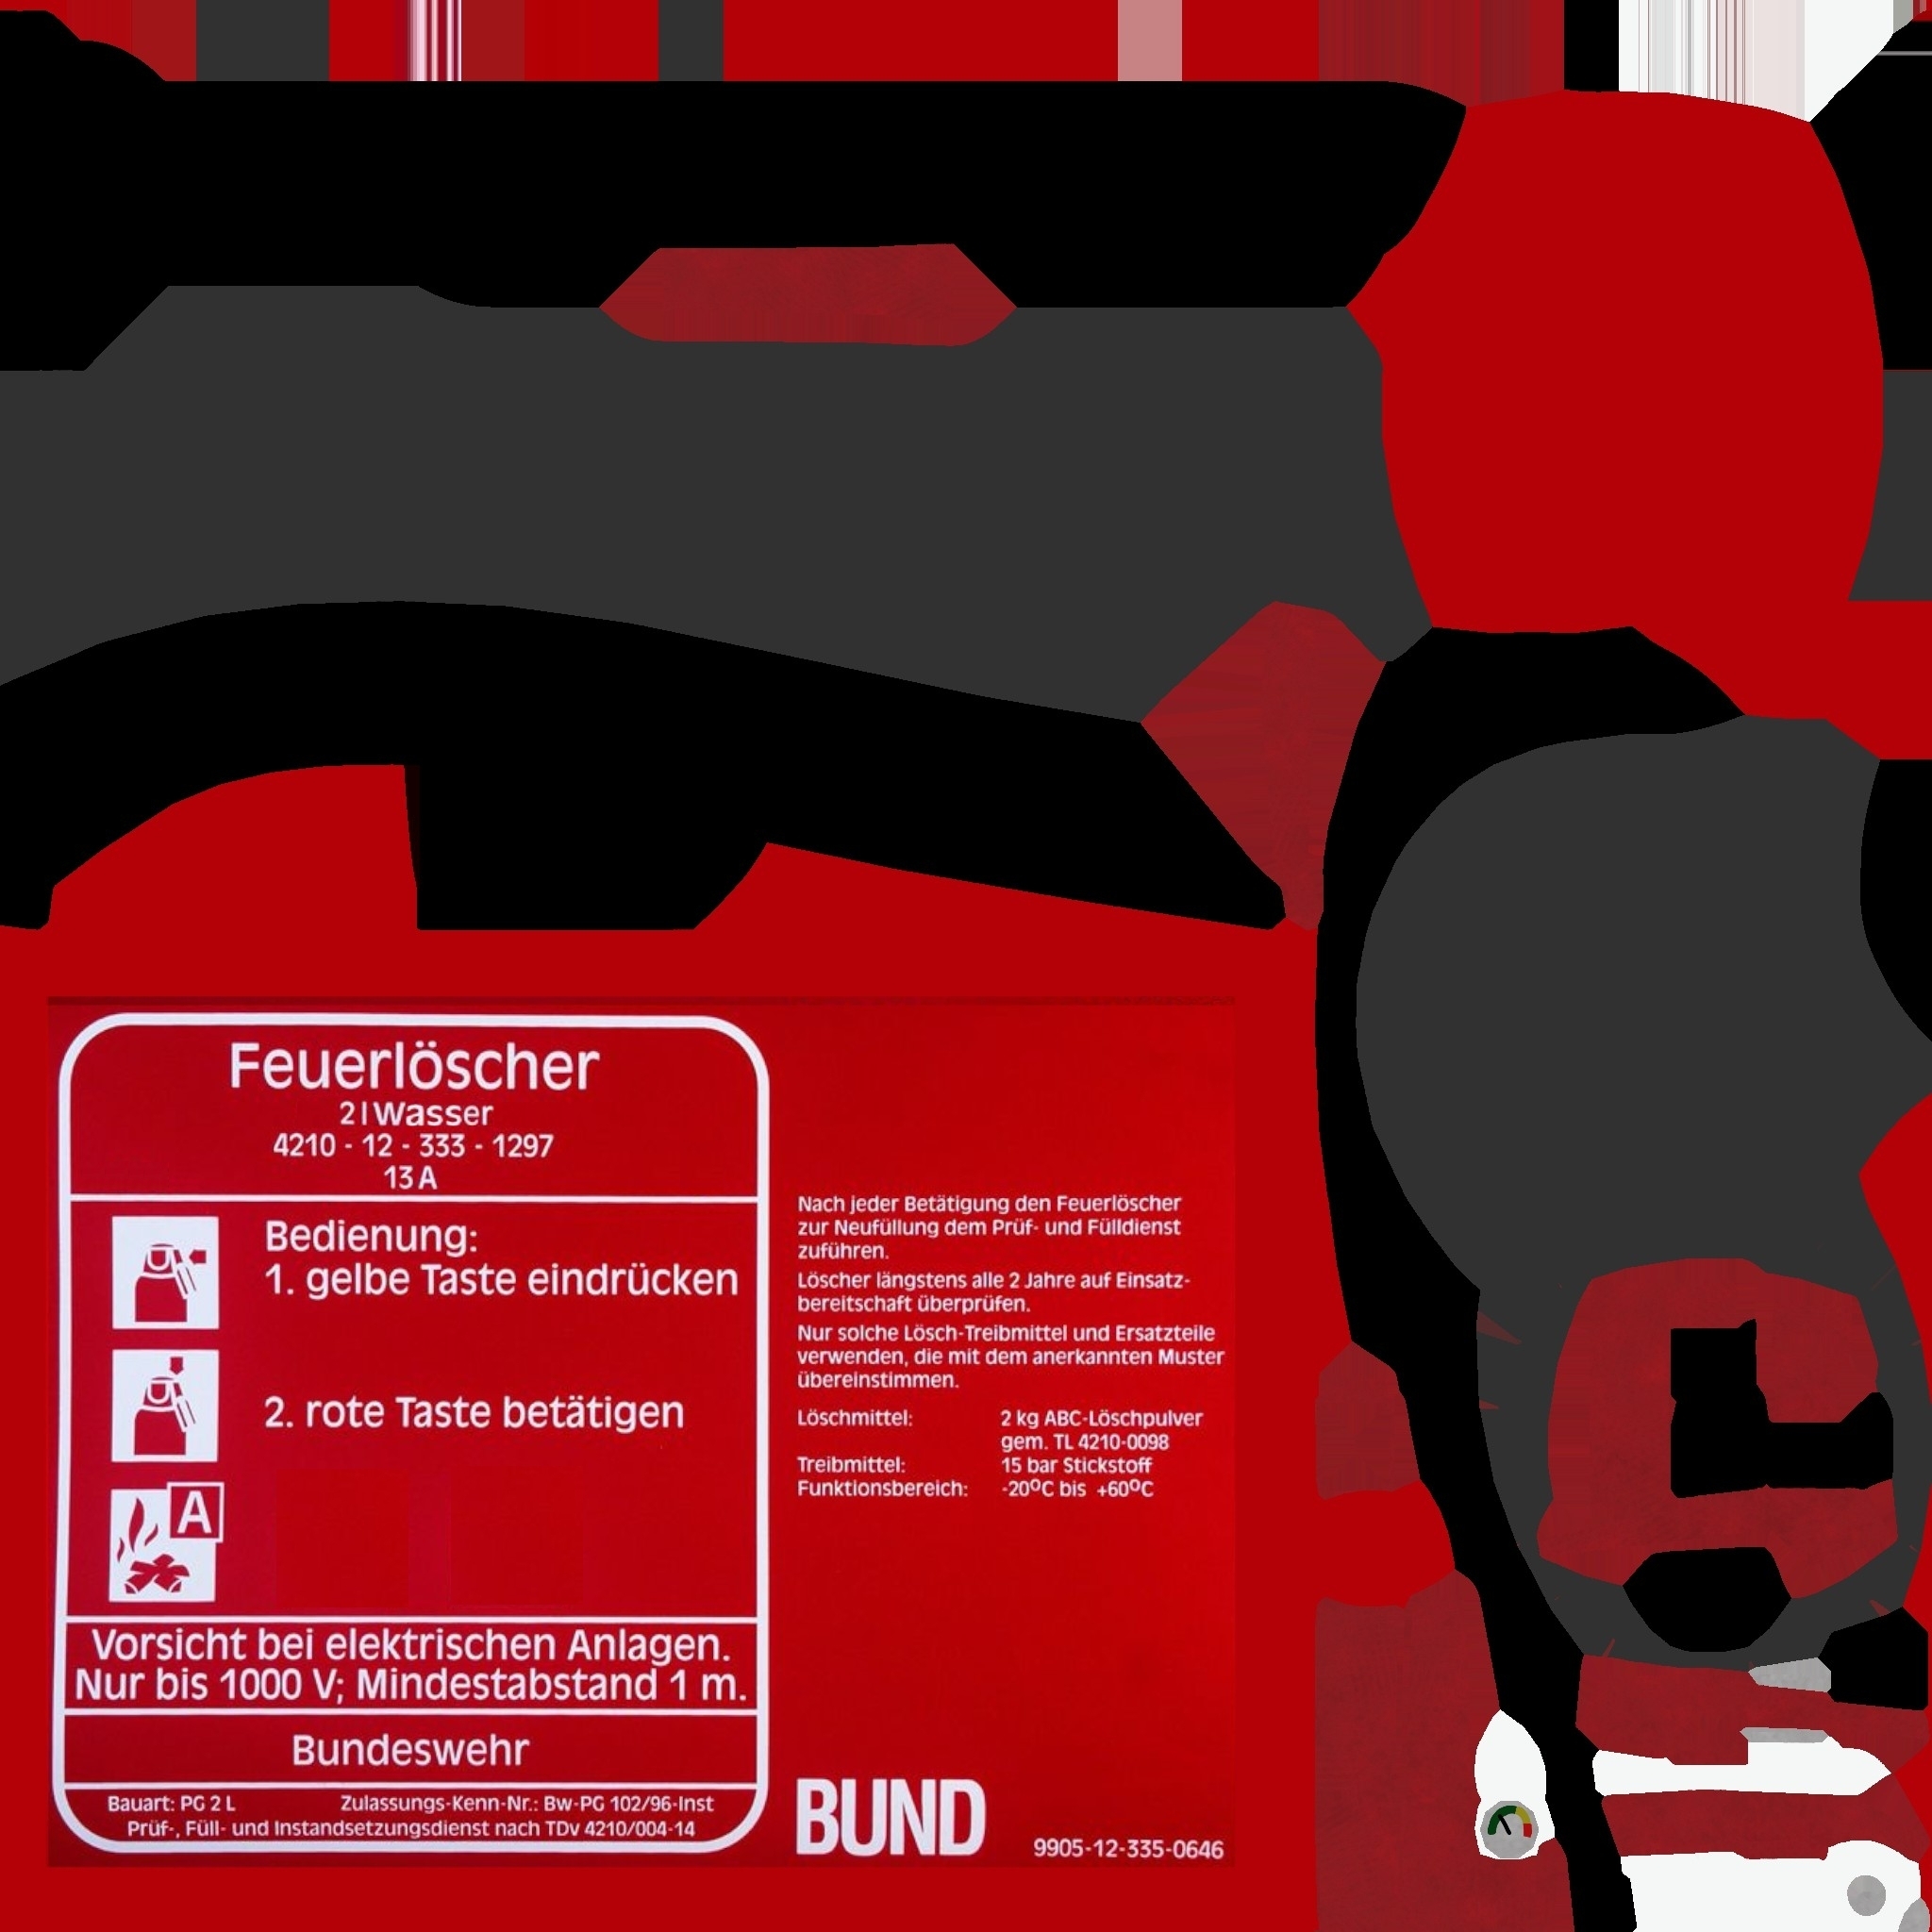 Feuerlöscher
2 l Wasser
4210 - 12 - 333 - 1297
13 A
Bedienung:
1. gelbe Taste eindrücken
2. rote Taste betätigen
A
Vorsicht bei elektrischen Anlagen.
Nur bis 1000 V; Mindestabstand 1 m.
Bundeswehr
Bauart: PG 2 L Zulassungs-Kenn-Nr.: Bw-PG 102/96-Inst
Prüf-, Füll- und Instandsetzungsdienst nach TDv 4210/004-14
Nach jeder Betätigung den Feuerlöscher
zur Neufüllung dem Prüf- und Fülldienst
zuführen.
Löscher längstens alle 2 Jahre auf Einsatz-
bereitschaft überprüfen.
Nur solche Lösch-Treibmittel und Ersatzteile
verwenden, die mit dem anerkannten Muster
übereinstimmen.
Löschmittel: 2 kg ABC-Löschpulver
gem. TL 4210-0098
Treibmittel: 15 bar Stickstoff
Funktionsbereich: -20ºC bis +60ºC
BUND
9905-12-335-0646